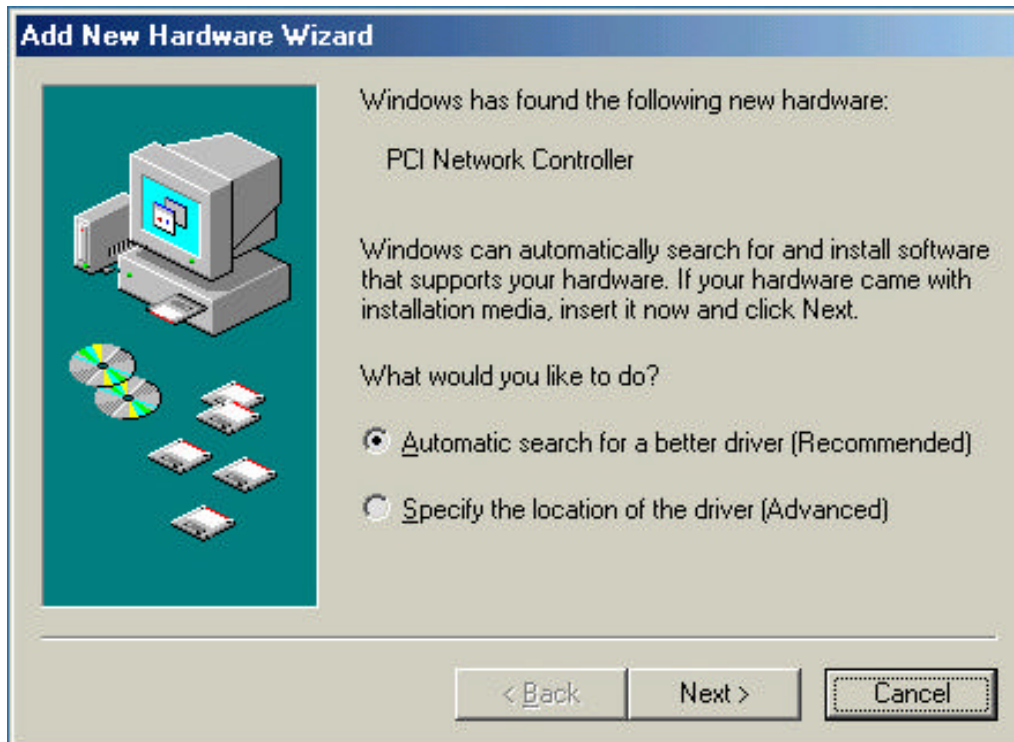 Add New Hardware Wizard
Windows has found the following new hardware:
PCI Network Controller
Windows can automatically search for and install software
that supports your hardware. If your hardware came with
installation media, insert it now and click Next.
What would you like to do?
Automatic search for a better driver (Recommended)
Specify the location of the driver (Advanced)
< Back
Next >
Cancel